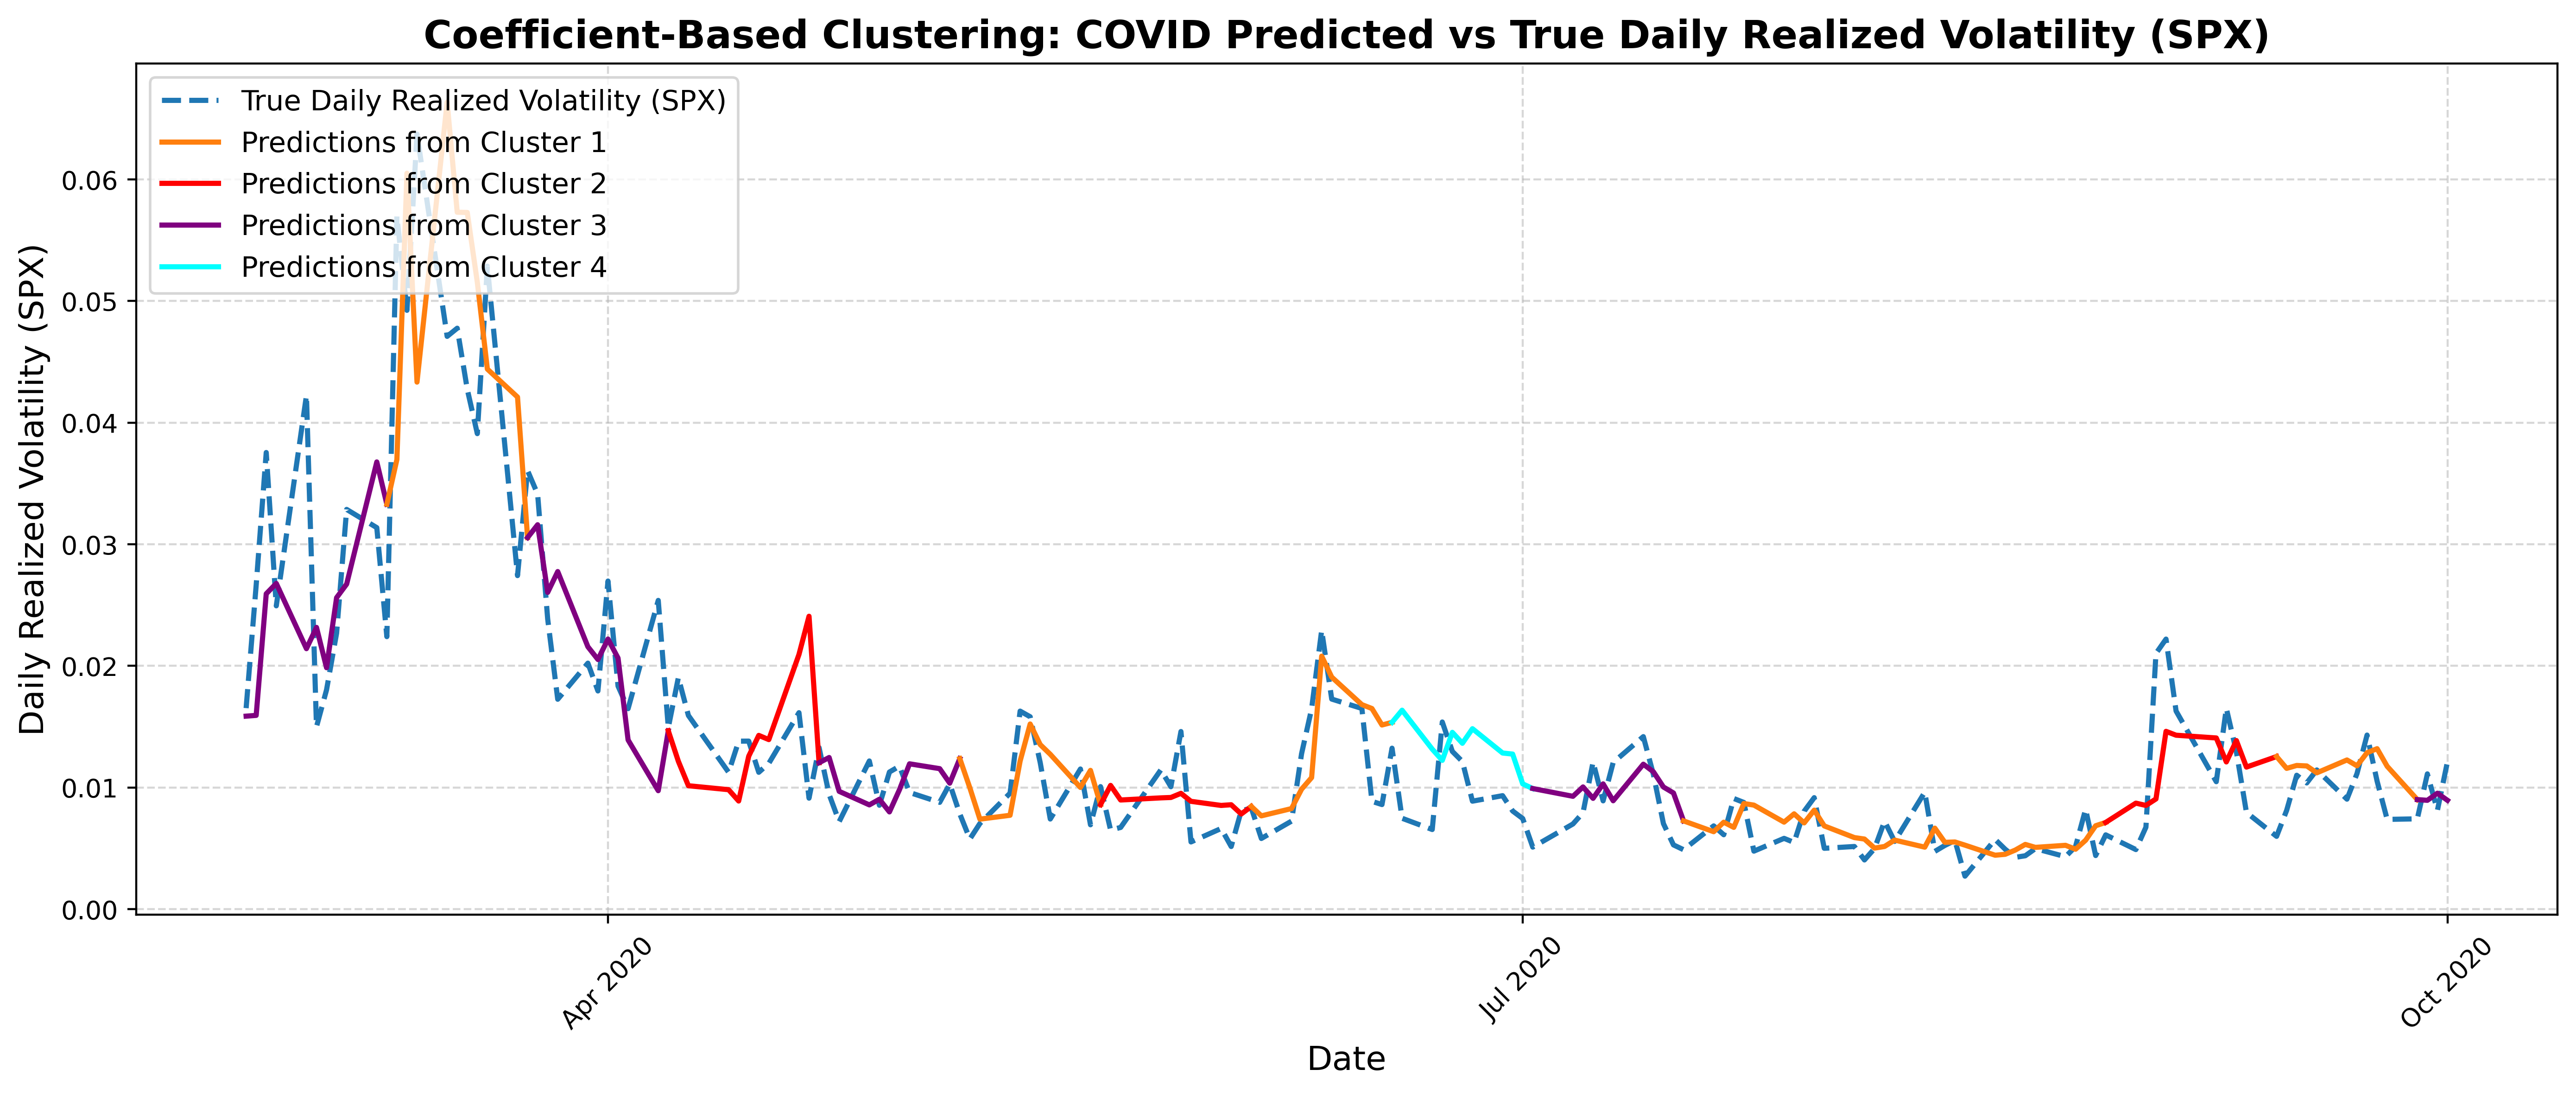 Coefficient-Based Clustering: COVID Predicted vs True Daily Realized Volatility (SPX)
True Daily Realized Volatility (SPX)
Predictions from Cluster 1
Predictions from Cluster 2
Predictions from Cluster 3
Predictions from Cluster 4
Daily Realized Volatility (SPX)
0.06
0.05
0.04
0.03
0.02
0.01
0.00
Apr 2020
Jul 2020
Oct 2020
Date